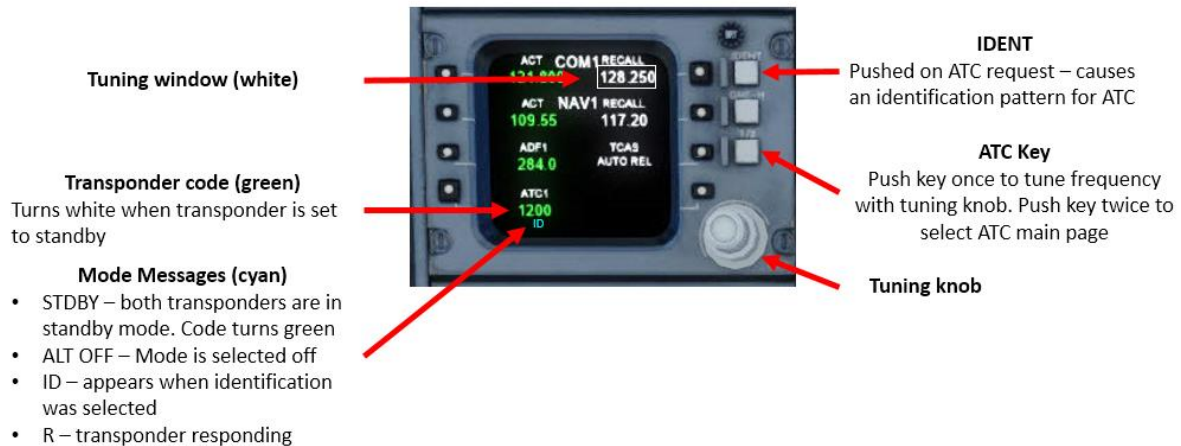 Tuning window (white)
Transponder code (green)
Turns white when transponder is set
to standby
Mode Messages (cyan)
• STDBY – both transponders are in
standby mode. Code turns green
• ALT OFF – Mode is selected off
• ID – appears when identification
was selected
• R – transponder responding
ACT COM1 RECALL
128.250
ACT NAV1 RECALL
109.55 117.20
ADF1 TCAS
284.0 AUTO REL
ATC1
1200
ID
IDENT
1/2
IDENT
Pushed on ATC request – causes
an identification pattern for ATC
ATC Key
Push key once to tune frequency
with tuning knob. Push key twice to
select ATC main page
Tuning knob